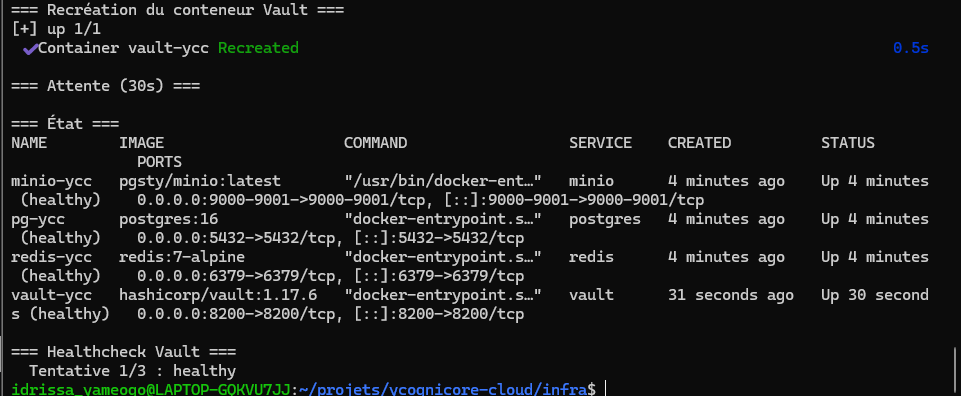 === Recréation du conteneur Vault ===
[+] up 1/1
✔Container vault-ycc Recreated 0.5s
=== Attente (30s) ===
=== État ===
NAME IMAGE COMMAND SERVICE CREATED STATUS
PORTS
minio-ycc pgsty/minio:latest "/usr/bin/docker-ent…" minio 4 minutes ago Up 4 minutes
(healthy) 0.0.0.0:9000-9001->9000-9001/tcp, [::]:9000-9001->9000-9001/tcp
pg-ycc postgres:16 "docker-entrypoint.s…" postgres 4 minutes ago Up 4 minutes
(healthy) 0.0.0.0:5432->5432/tcp, [::]:5432->5432/tcp
redis-ycc redis:7-alpine "docker-entrypoint.s…" redis 4 minutes ago Up 4 minutes
(healthy) 0.0.0.0:6379->6379/tcp, [::]:6379->6379/tcp
vault-ycc hashicorp/vault:1.17.6 "docker-entrypoint.s…" vault 31 seconds ago Up 30 second
s (healthy) 0.0.0.0:8200->8200/tcp, [::]:8200->8200/tcp
=== Healthcheck Vault ===
Tentative 1/3 : healthy
idrissa_yameogo@LAPTOP-GQKVU7JJ:~/projets/ycognicore-cloud/infra$